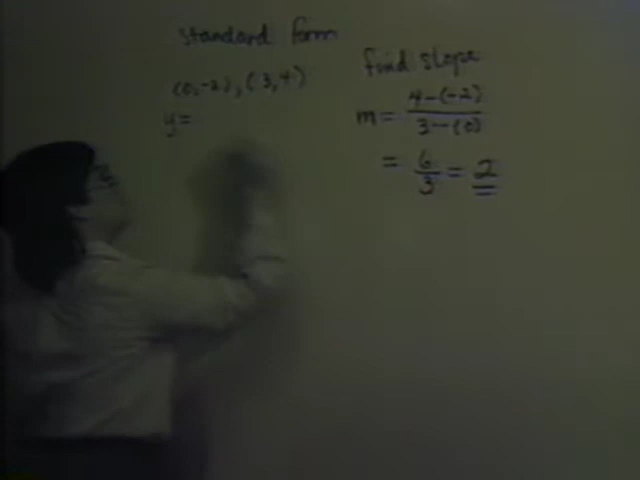 standard form
(0,-2), (3,4)
y=
find slope
m = 4-(-2) / 3-(0)
= 6/3 = 2